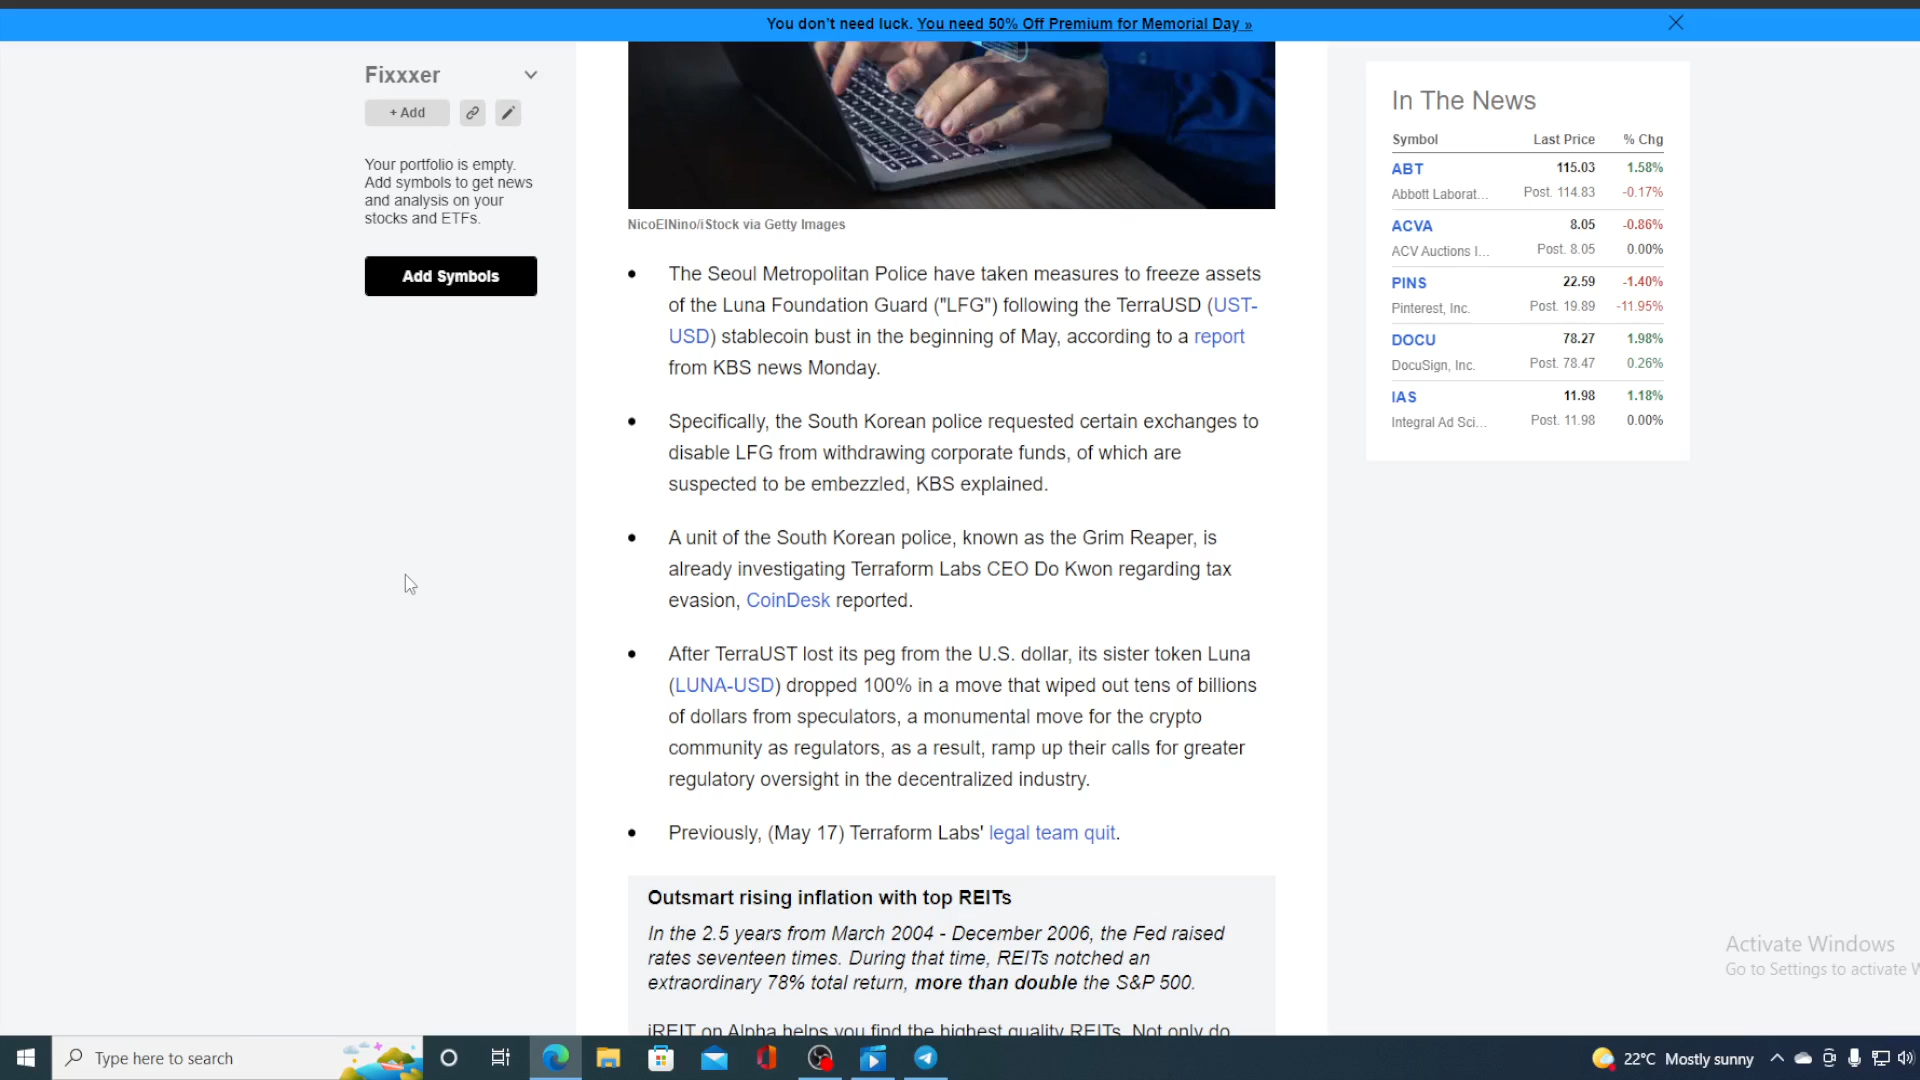 You don't need luck. You need 50% Off Premium for Memorial Day »
Fixxxer
+ Add
Your portfolio is empty.
Add symbols to get news
and analysis on your
stocks and ETFs.
Add Symbols
NicoElNino/iStock via Getty Images
• The Seoul Metropolitan Police have taken measures to freeze assets
of the Luna Foundation Guard ("LFG") following the TerraUSD (UST-
USD) stablecoin bust in the beginning of May, according to a report
from KBS news Monday.
• Specifically, the South Korean police requested certain exchanges to
disable LFG from withdrawing corporate funds, of which are
suspected to be embezzled, KBS explained.
• A unit of the South Korean police, known as the Grim Reaper, is
already investigating Terraform Labs CEO Do Kwon regarding tax
evasion, CoinDesk reported.
• After TerraUST lost its peg from the U.S. dollar, its sister token Luna
(LUNA-USD) dropped 100% in a move that wiped out tens of billions
of dollars from speculators, a monumental move for the crypto
community as regulators, as a result, ramp up their calls for greater
regulatory oversight in the decentralized industry.
• Previously, (May 17) Terraform Labs' legal team quit.
Outsmart rising inflation with top REITs
In the 2.5 years from March 2004 - December 2006, the Fed raised
rates seventeen times. During that time, REITs notched an
extraordinary 78% total return, more than double the S&P 500.
iREIT on Alpha helps you find the highest quality REITs. Not only do
In The News
Symbol Last Price % Chg
ABT 115.03 1.58%
Abbott Laborat... Post. 114.83 -0.17%
ACVA 8.05 -0.86%
ACV Auctions I... Post. 8.05 0.00%
PINS 22.59 -1.40%
Pinterest, Inc. Post. 19.89 -11.95%
DOCU 78.27 1.98%
DocuSign, Inc. Post. 78.47 0.26%
IAS 11.98 1.18%
Integral Ad Sci... Post. 11.98 0.00%
Activate Windows
Go to Settings to activate W
Type here to search
22°C Mostly sunny